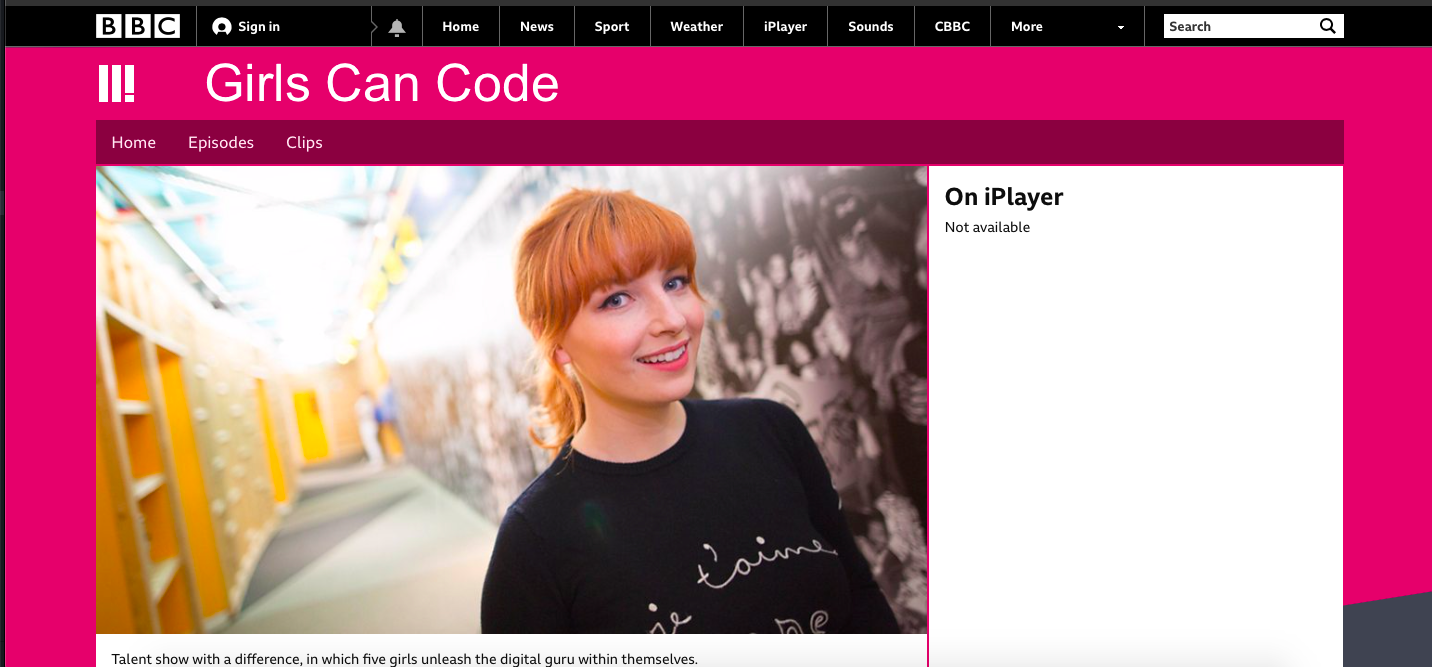 BBC Sign in Home News Sport Weather iPlayer Sounds CBBC More Search
Girls Can Code
Home Episodes Clips
On iPlayer
Not available
t'aime
je
Talent show with a difference, in which five girls unleash the digital guru within themselves.